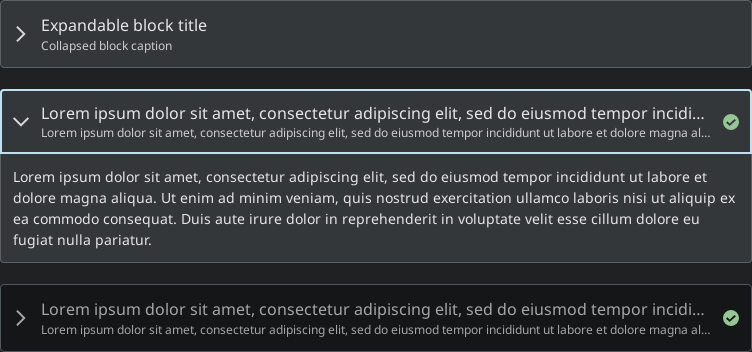 Expandable block title
Collapsed block caption
Lorem ipsum dolor sit amet, consectetur adipiscing elit, sed do eiusmod tempor incidi...
Lorem ipsum dolor sit amet, consectetur adipiscing elit, sed do eiusmod tempor incididunt ut labore et dolore magna al...
Lorem ipsum dolor sit amet, consectetur adipiscing elit, sed do eiusmod tempor incididunt ut labore et
dolore magna aliqua. Ut enim ad minim veniam, quis nostrud exercitation ullamco laboris nisi ut aliquip ex
ea commodo consequat. Duis aute irure dolor in reprehenderit in voluptate velit esse cillum dolore eu
fugiat nulla pariatur.
Lorem ipsum dolor sit amet, consectetur adipiscing elit, sed do eiusmod tempor incidi...
Lorem ipsum dolor sit amet, consectetur adipiscing elit, sed do eiusmod tempor incididunt ut labore et dolore magna al...